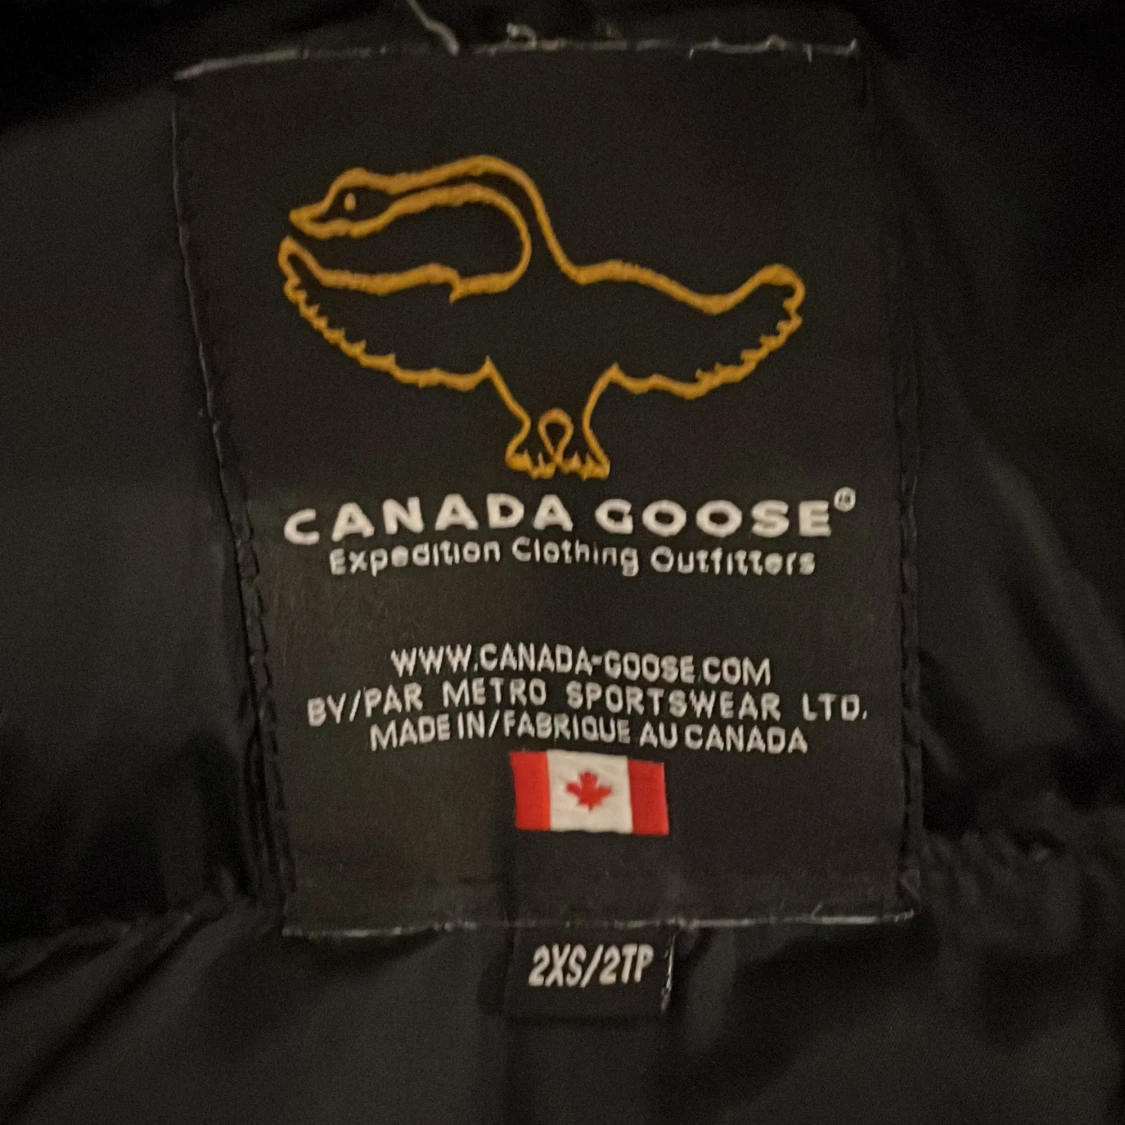 CANADA GOOSE®
Expedition Clothing Outfitters
WWW.CANADA-GOOSE.COM
BY/PAR METRO SPORTSWEAR LTD.
MADE IN/FABRIQUE AU CANADA
2XS/2TP